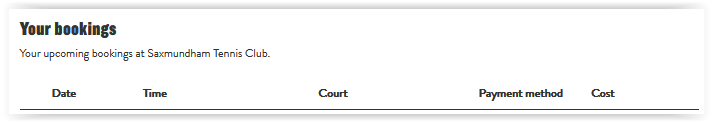 Your bookings
Your upcoming bookings at Saxmundham Tennis Club.
Date Time Court Payment method Cost